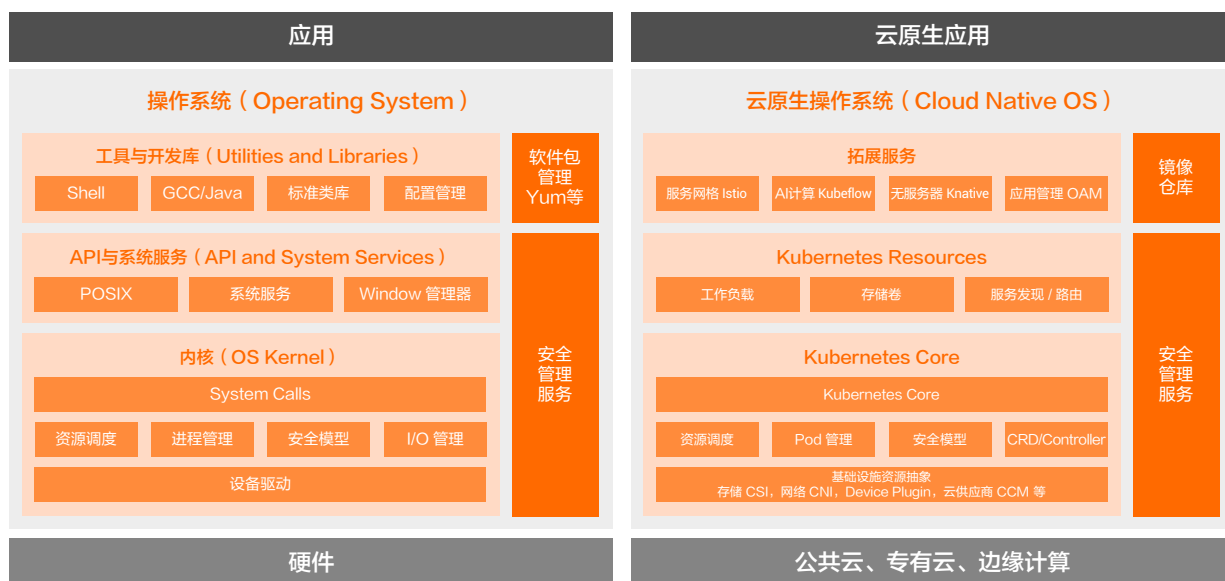 应用
操作系统（Operating System）
工具与开发库（Utilities and Libraries）
Shell
GCC/Java
标准类库
配置管理
软件包
管理
Yum等
API与系统服务（API and System Services）
POSIX
系统服务
Window 管理器
内核（OS Kernel）
System Calls
资源调度
进程管理
安全模型
I/O 管理
设备驱动
安全
管理
服务
硬件
云原生应用
云原生操作系统（Cloud Native OS）
拓展服务
服务网格 Istio
AI计算 Kubeflow
无服务器 Knative
应用管理 OAM
镜像
仓库
Kubernetes Resources
工作负载
存储卷
服务发现 / 路由
Kubernetes Core
Kubernetes Core
资源调度
Pod 管理
安全模型
CRD/Controller
基础设施资源抽象
存储 CSI，网络 CNI，Device Plugin，云供应商 CCM 等
安全
管理
服务
公共云、专有云、边缘计算